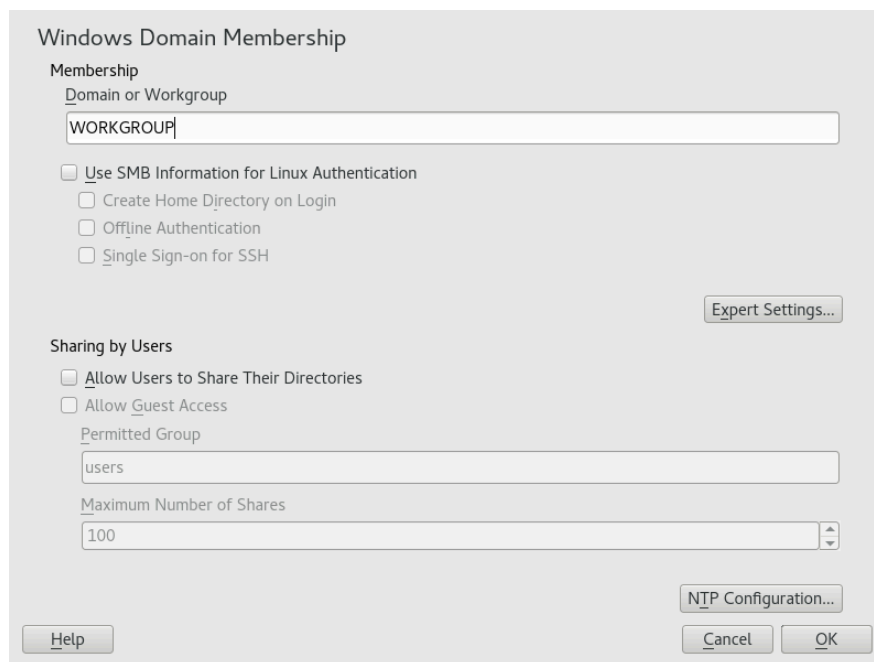 Windows Domain Membership
Membership
Domain or Workgroup
WORKGROUP
Use SMB Information for Linux Authentication
Create Home Directory on Login
Offline Authentication
Single Sign-on for SSH
Expert Settings...
Sharing by Users
Allow Users to Share Their Directories
Allow Guest Access
Permitted Group
users
Maximum Number of Shares
100
NTP Configuration...
Help
Cancel
OK